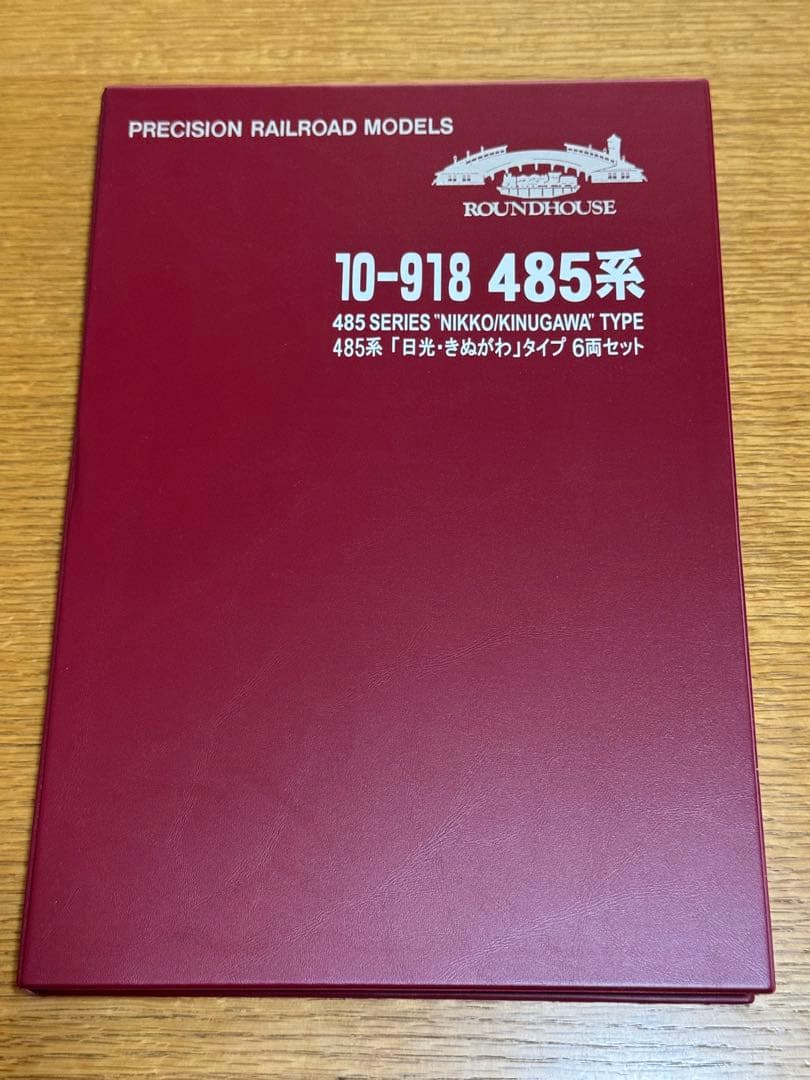 PRECISION RAILROAD MODELS
ROUNDHOUSE
10-918 485系
485 SERIES "NIKKO/KINUGAWA" TYPE
485系「日光・きぬがわ」タイプ 6両セット